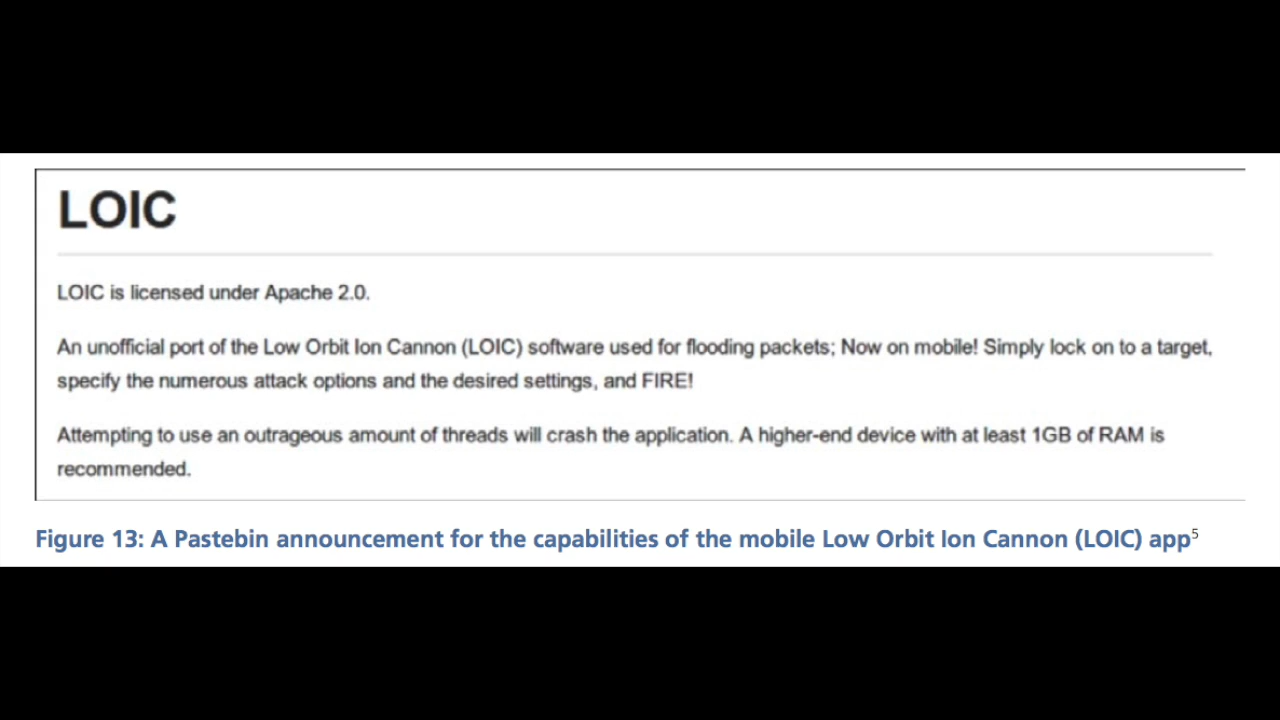 LOIC
LOIC is licensed under Apache 2.0.
An unofficial port of the Low Orbit Ion Cannon (LOIC) software used for flooding packets; Now on mobile! Simply lock on to a target,
specify the numerous attack options and the desired settings, and FIRE!
Attempting to use an outrageous amount of threads will crash the application. A higher-end device with at least 1GB of RAM is
recommended.
Figure 13: A Pastebin announcement for the capabilities of the mobile Low Orbit Ion Cannon (LOIC) app5